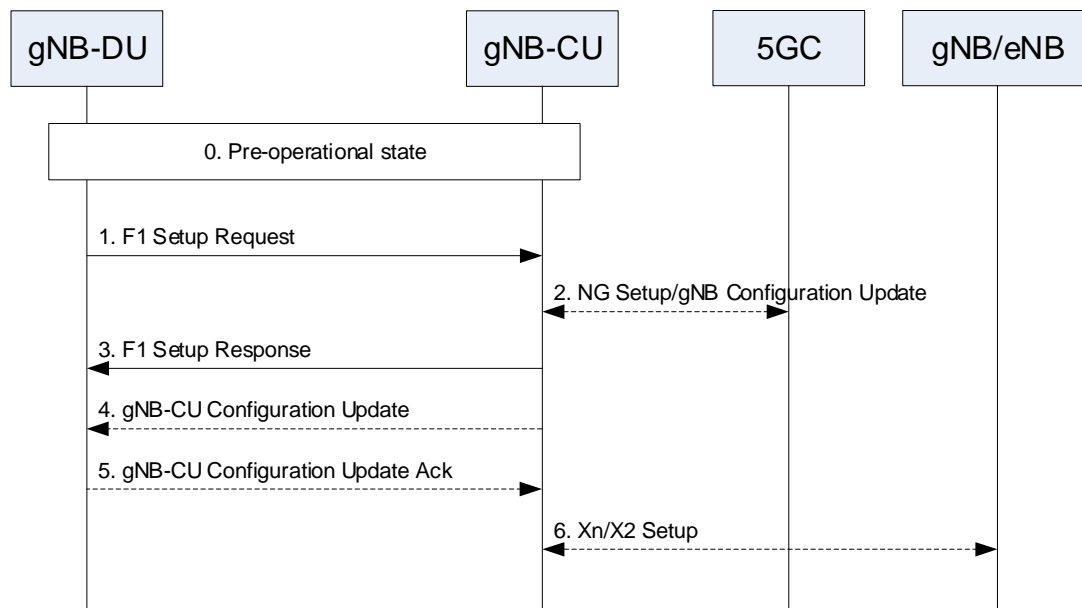 gNB-DU
gNB-CU
5GC
gNB/eNB
0. Pre-operational state
1. F1 Setup Request
2. NG Setup/gNB Configuration Update
3. F1 Setup Response
4. gNB-CU Configuration Update
5. gNB-CU Configuration Update Ack
6. Xn/X2 Setup